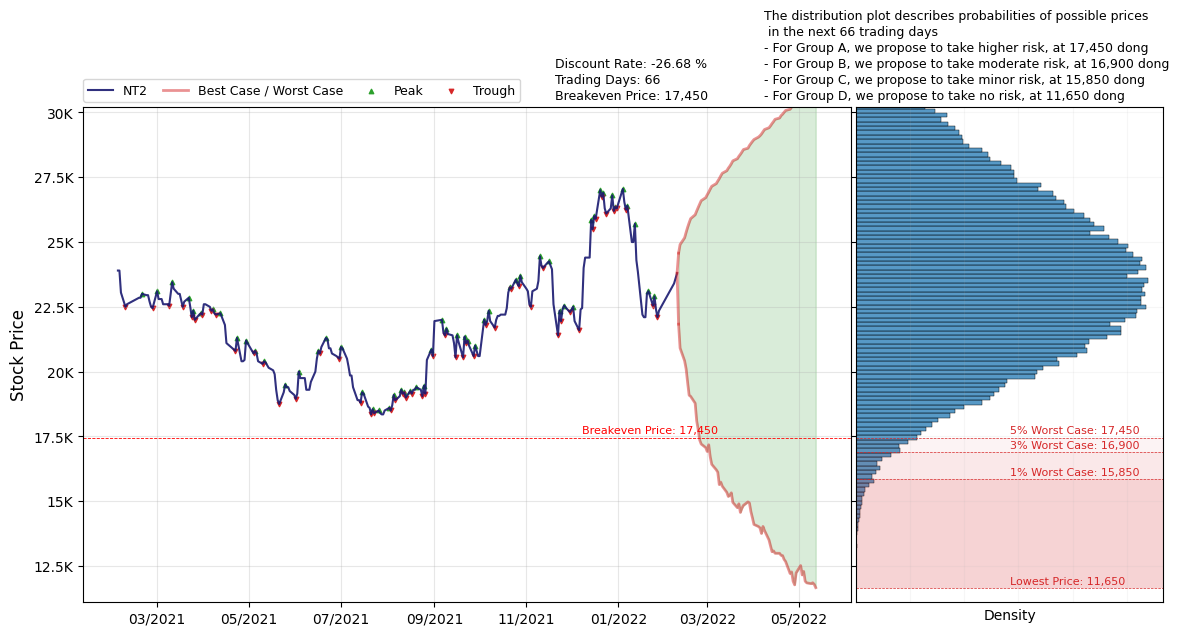 The distribution plot describes probabilities of possible prices
in the next 66 trading days
- For Group A, we propose to take higher risk, at 17,450 dong
- For Group B, we propose to take moderate risk, at 16,900 dong
- For Group C, we propose to take minor risk, at 15,850 dong
- For Group D, we propose to take no risk, at 11,650 dong
Discount Rate: -26.68 %
Trading Days: 66
Breakeven Price: 17,450
NT2
Best Case / Worst Case
Peak
Trough
Stock Price
30K
27.5K
25K
22.5K
20K
17.5K
15K
12.5K
Breakeven Price: 17,450
5% Worst Case: 17,450
3% Worst Case: 16,900
1% Worst Case: 15,850
Lowest Price: 11,650
03/2021
05/2021
07/2021
09/2021
11/2021
01/2022
03/2022
05/2022
Density